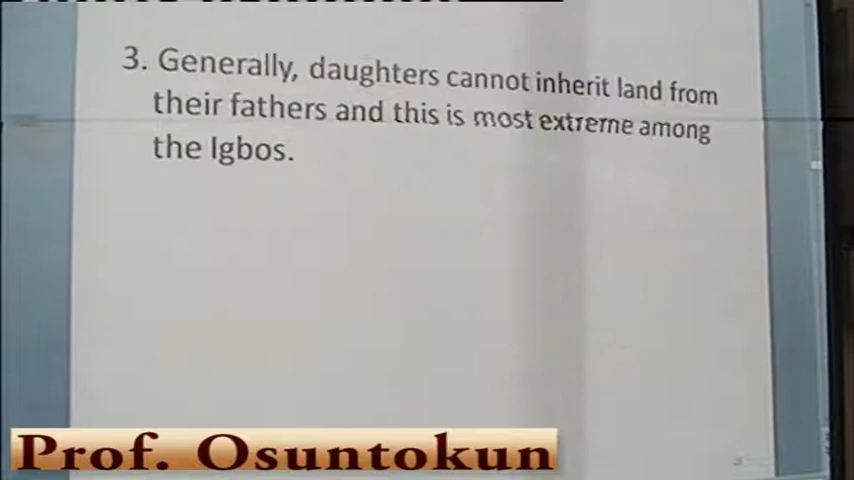 3. Generally, daughters cannot inherit land from
their fathers and this is most extreme among
the Igbos.
Prof. Osuntokun